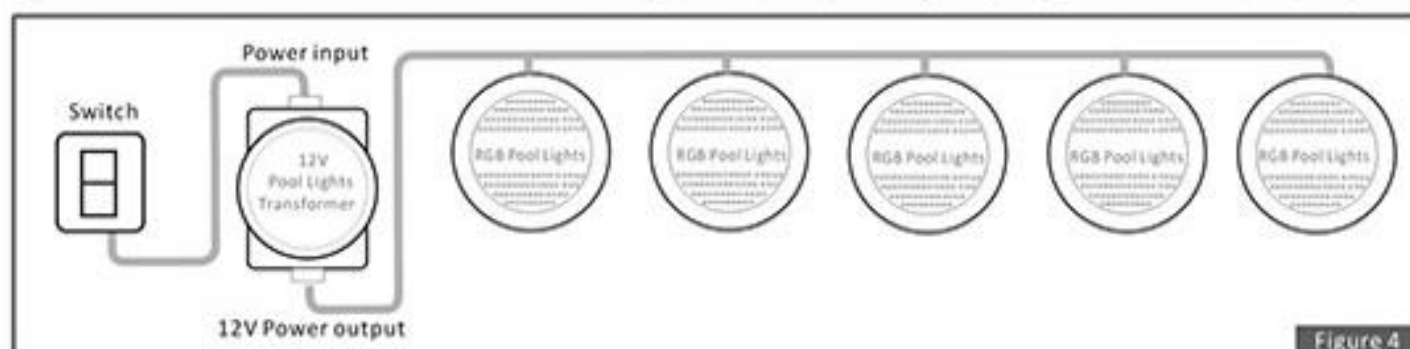 Power input
Switch
12V
Pool Lights
Transformer
RGB Pool Lights
RGB Pool Lights
RGB Pool Lights
RGB Pool Lights
RGB Pool Lights
12V Power output
Figure 4